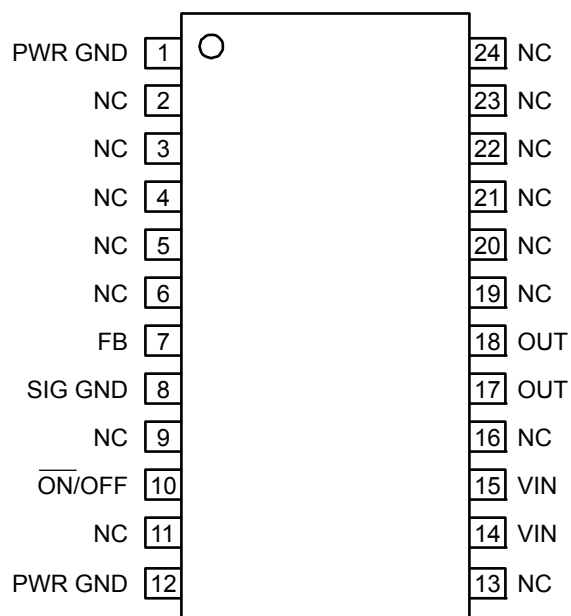 PWR GND 1 24 NC
NC 2 23 NC
NC 3 22 NC
NC 4 21 NC
NC 5 20 NC
NC 6 19 NC
FB 7 18 OUT
SIG GND 8 17 OUT
NC 9 16 NC
O̅N̅/OFF 10 15 VIN
NC 11 14 VIN
PWR GND 12 13 NC